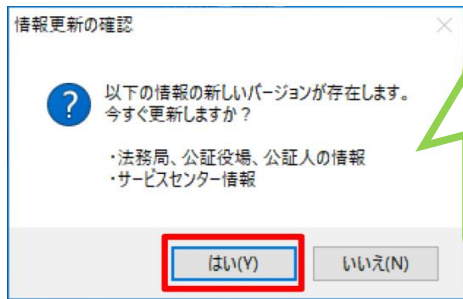 情報更新の確認
以下の情報の新しいバージョンが存在します。
今すぐ更新しますか？
・法務局、公証役場、公証人の情報
・サービスセンター情報
はい(Y)
いいえ(N)